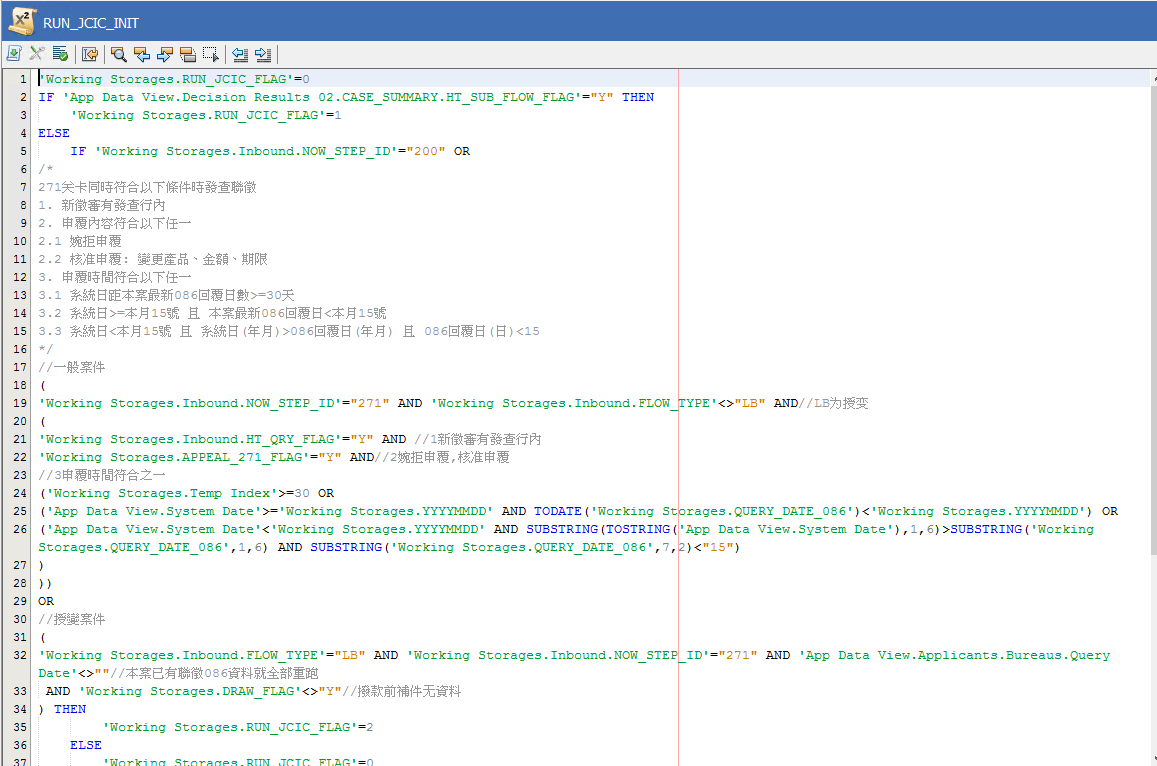 RUN_JCIC_INIT
1 'Working Storages.RUN_JCIC_FLAG'=0
2 IF 'App Data View.Decision Results 02.CASE_SUMMARY.HT_SUB_FLOW_FLAG'="Y" THEN
3 'Working Storages.RUN_JCIC_FLAG'=1
4 ELSE
5 IF 'Working Storages.Inbound.NOW_STEP_ID'="200" OR
6 /*
7 271关卡同時符合以下條件時發查聯徵
8 1. 新徵審有發查行內
9 2. 申覆內容符合以下任一
10 2.1 婉拒申覆
11 2.2 核准申覆: 變更產品、金額、期限
12 3. 申覆時間符合以下任一
13 3.1 系統日距本案最新086回覆日數>=30天
14 3.2 系統日>=本月15號 且 本案最新086回覆日<本月15號
15 3.3 系統日<本月15號 且 系統日(年月)>086回覆日(年月) 且 086回覆日(日)<15
16 */
17 //一般案件
18 (
19 'Working Storages.Inbound.NOW_STEP_ID'="271" AND 'Working Storages.Inbound.FLOW_TYPE'<>"LB" AND//LB为授变
20 (
21 'Working Storages.Inbound.HT_QRY_FLAG'="Y" AND //1新徵審有發查行內
22 'Working Storages.APPEAL_271_FLAG'="Y" AND//2婉拒申覆,核准申覆
23 //3申覆時間符合之一
24 ('Working Storages.Temp Index'>=30 OR
25 ('App Data View.System Date'>='Working Storages.YYYYMMDD' AND TODATE('Working Storages.QUERY_DATE_086')<'Working Storages.YYYYMMDD') OR
26 ('App Data View.System Date'<'Working Storages.YYYYMMDD' AND SUBSTRING(TOSTRING('App Data View.System Date'),1,6)>SUBSTRING('Working
Storages.QUERY_DATE_086',1,6) AND SUBSTRING('Working Storages.QUERY_DATE_086',7,2)<"15")
27 )
28 ))
29 OR
30 //授變案件
31 (
32 'Working Storages.Inbound.FLOW_TYPE'="LB" AND 'Working Storages.Inbound.NOW_STEP_ID'="271" AND 'App Data View.Applicants.Bureaus.Query
Date'<>""//本案已有聯徵086資料就全部重跑
33 AND 'Working Storages.DRAW_FLAG'<>"Y"//撥款前補件无資料
34 ) THEN
35 'Working Storages.RUN_JCIC_FLAG'=2
36 ELSE
37 'Working Storages.RUN_JCIC_FLAG'=0